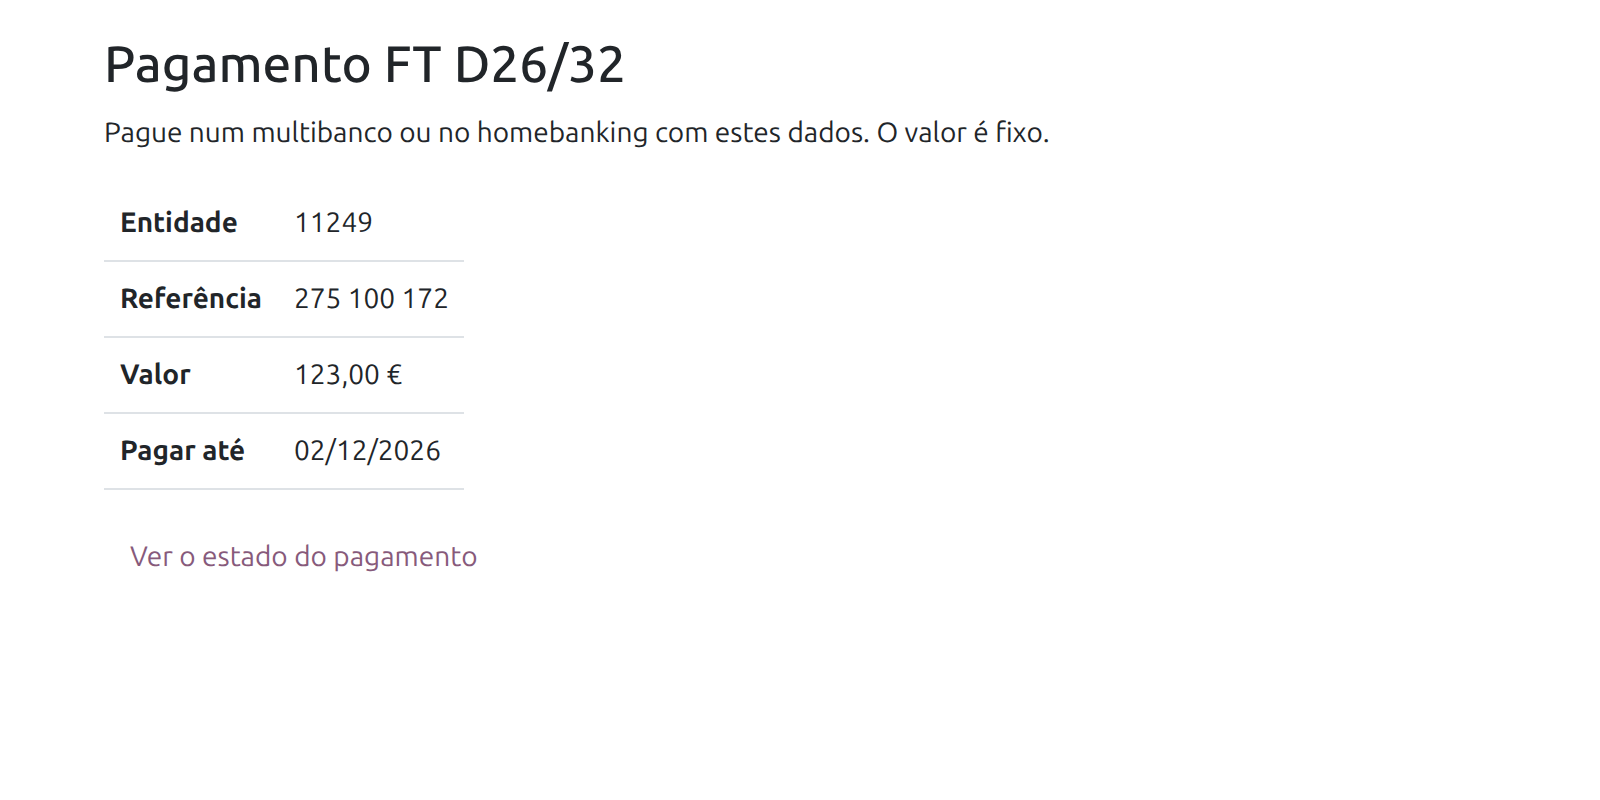 Pagamento FT D26/32
Pague num multibanco ou no homebanking com estes dados. O valor é fixo.
Entidade 11249
Referência 275 100 172
Valor 123,00 €
Pagar até 02/12/2026
Ver o estado do pagamento